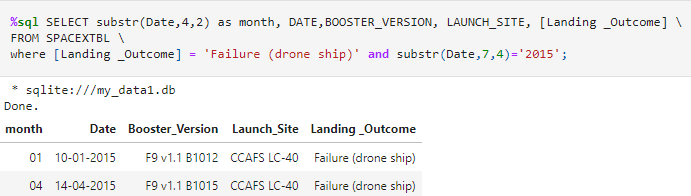 %sql SELECT substr(Date,4,2) as month, DATE,BOOSTER_VERSION, LAUNCH_SITE, [Landing _Outcome] \
FROM SPACEXTBL \
where [Landing _Outcome] = 'Failure (drone ship)' and substr(Date,7,4)='2015';
* sqlite:///my_data1.db
Done.
month Date Booster_Version Launch_Site Landing _Outcome
01 10-01-2015 F9 v1.1 B1012 CCAFS LC-40 Failure (drone ship)
04 14-04-2015 F9 v1.1 B1015 CCAFS LC-40 Failure (drone ship)